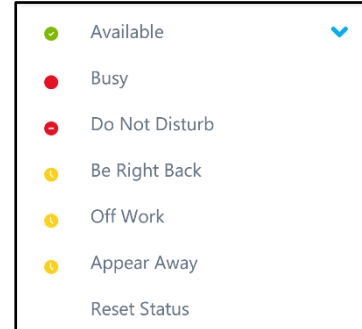 Available
Busy
Do Not Disturb
Be Right Back
Off Work
Appear Away
Reset Status